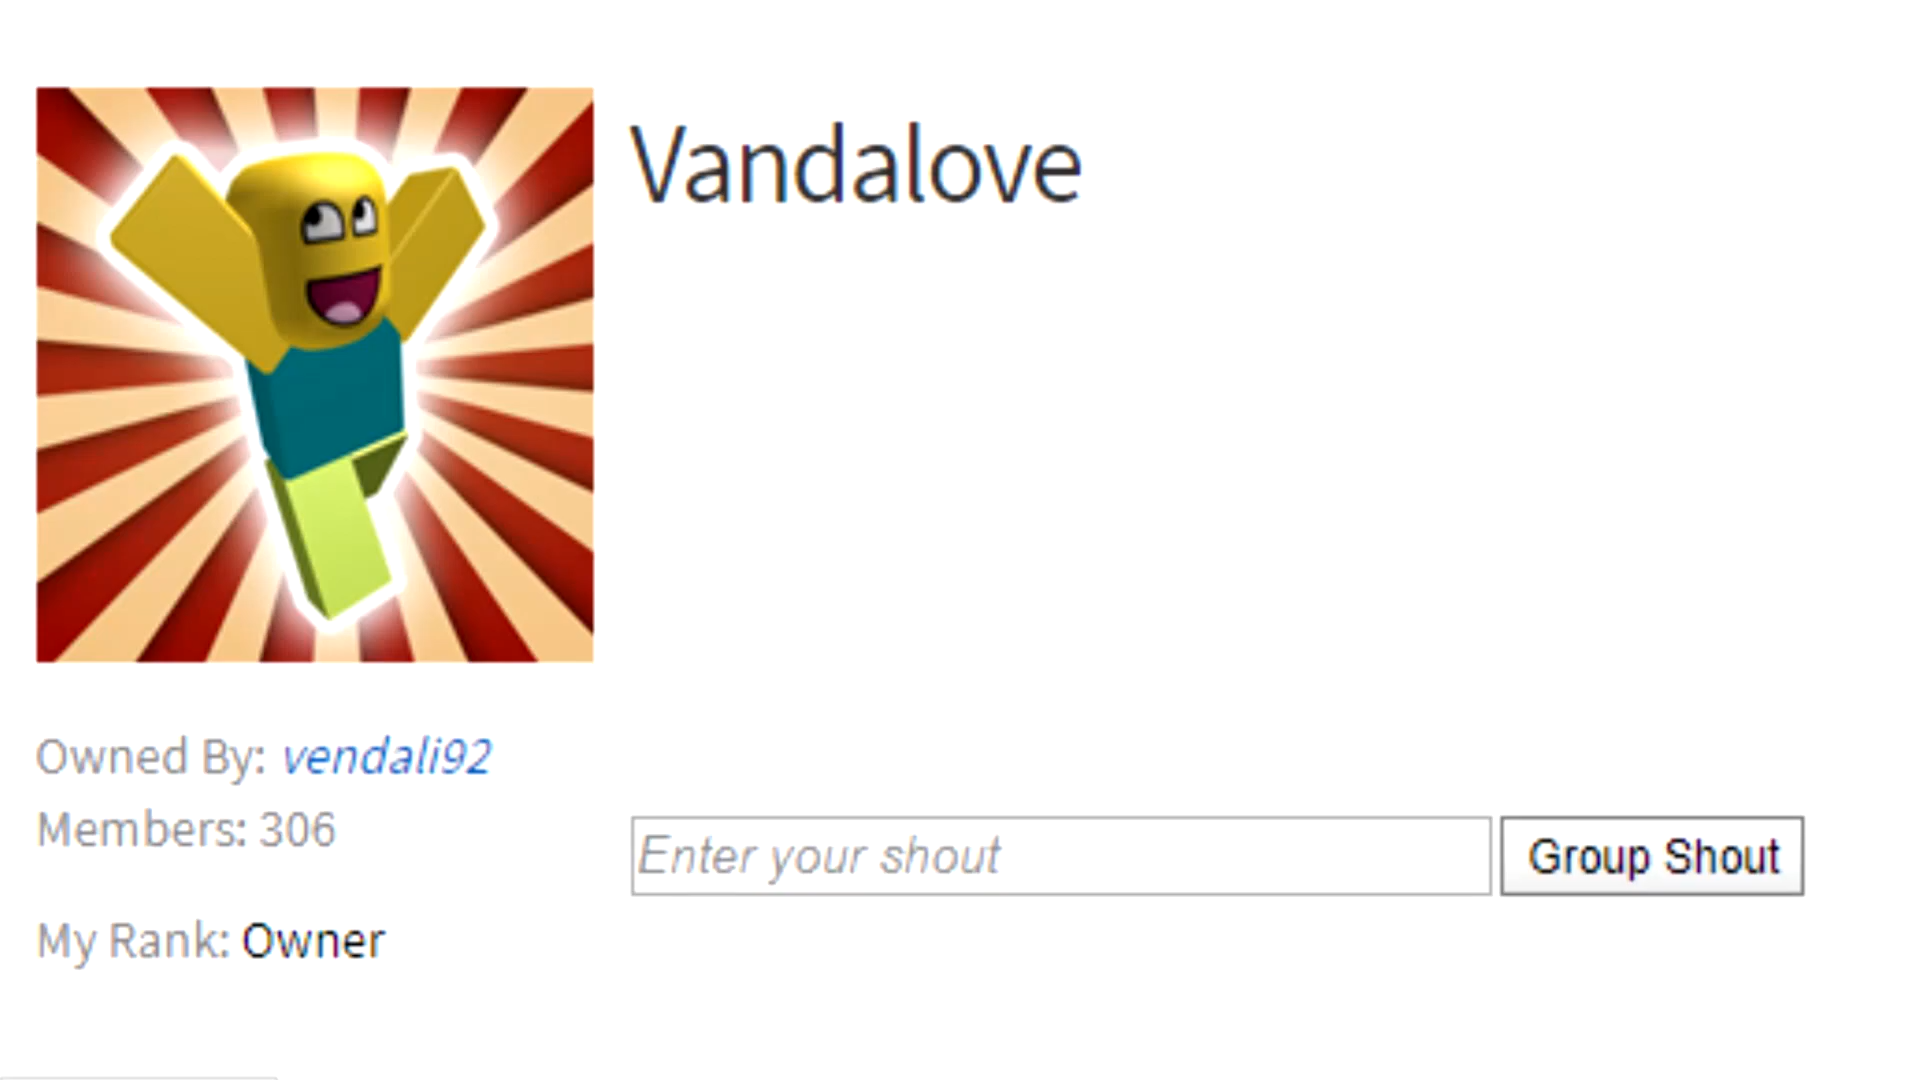 Vandalove
Owned By: vendali92
Members: 306
Enter your shout
Group Shout
My Rank: Owner